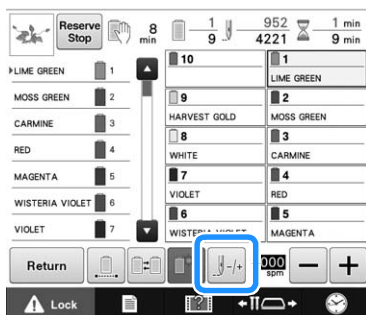 Reserve Stop
8 min
1 9
952 4221
1 min 9 min
LIME GREEN 1
MOSS GREEN 2
CARMINE 3
RED 4
MAGENTA 5
WISTERIA VIOLET 6
VIOLET 7
10
1 LIME GREEN
9 HARVEST GOLD
2 MOSS GREEN
8 WHITE
3 CARMINE
7 VIOLET
4 RED
6
5 MAGENTA
Return
-/+
spm
− +
Lock